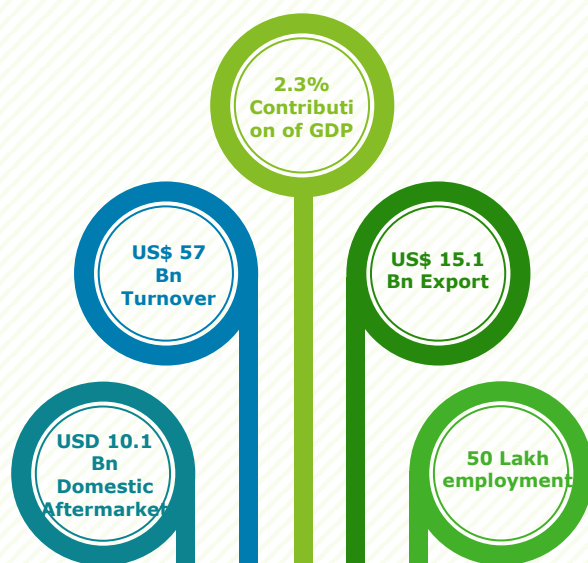 2.3%
Contributi
on of GDP
US$ 57
Bn
Turnover
US$ 15.1
Bn Export
USD 10.1
Bn
Domestic
Aftermarket
50 Lakh
employment